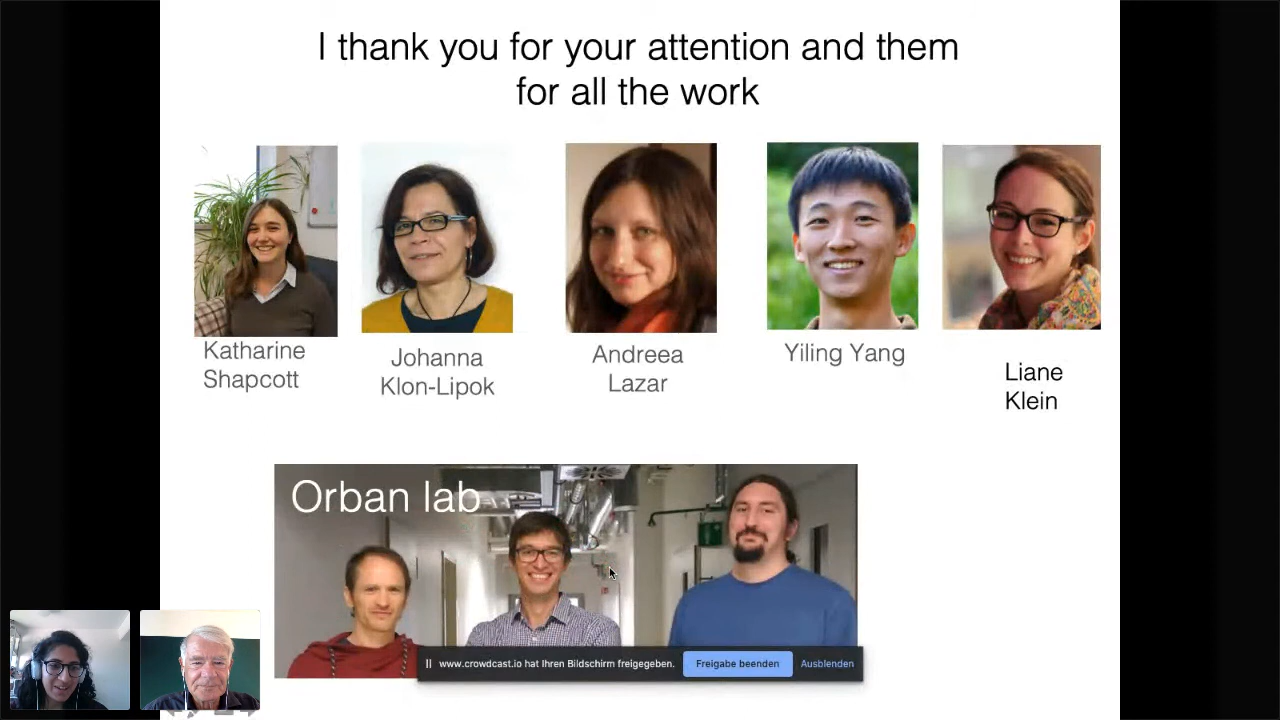 I thank you for your attention and them
for all the work
Katharine
Shapcott
Johanna
Klon-Lipok
Andreea
Lazar
Yiling Yang
Liane
Klein
Orban lab
www.crowdcast.io hat Ihren Bildschirm freigegeben.
Freigabe beenden
Ausblenden